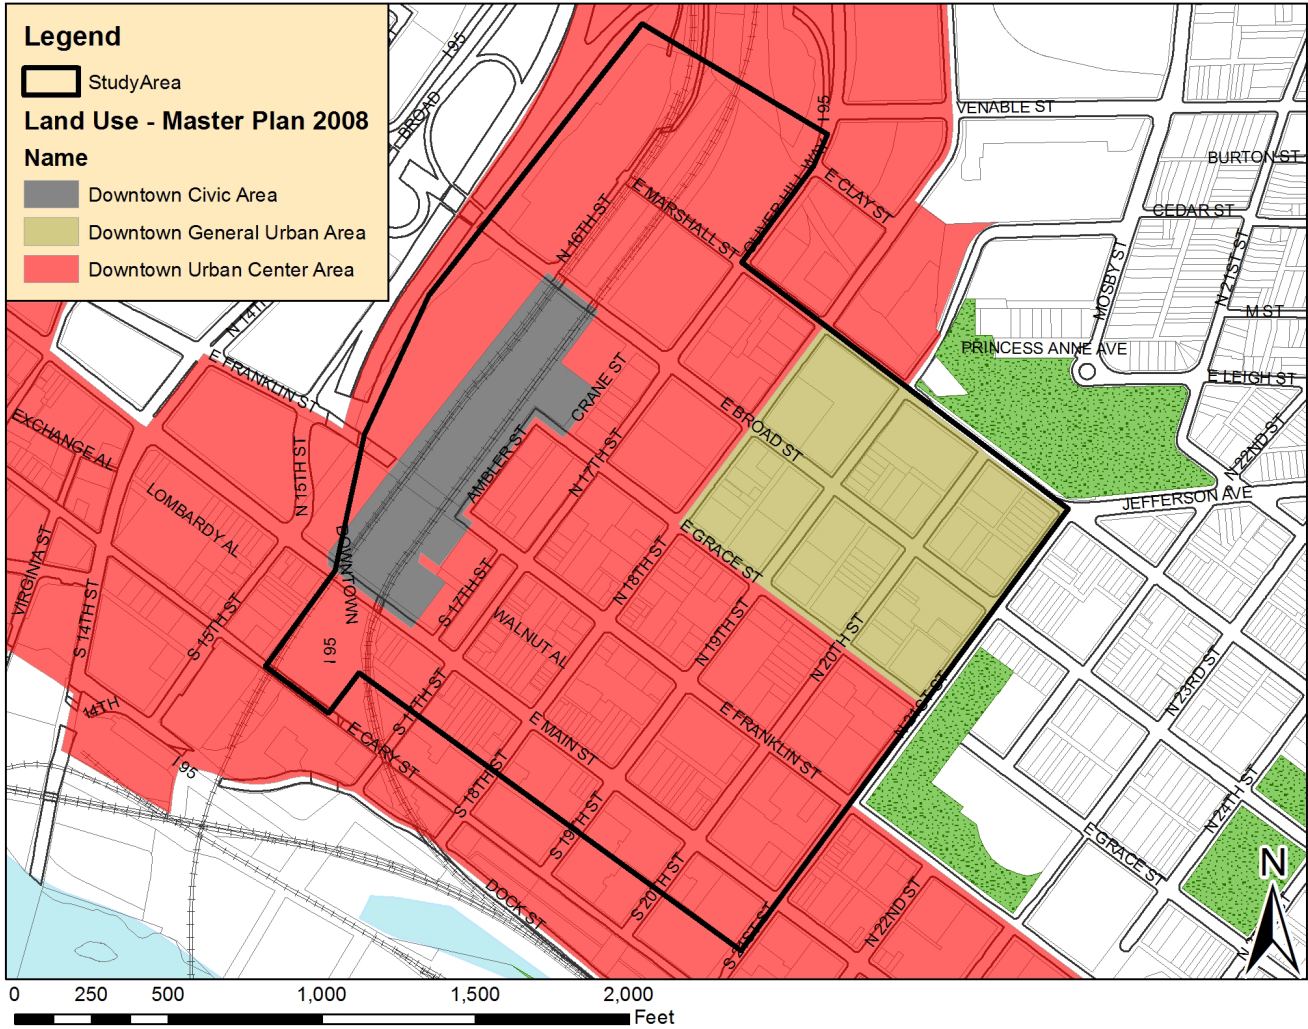 Legend
StudyArea
Land Use - Master Plan 2008
Name
Downtown Civic Area
Downtown General Urban Area
Downtown Urban Center Area
I 95
BROAD
I 95
VENABLE ST
BURTON ST
E CLAY ST
CEDAR ST
E MARSHALL ST
OLIVER HILL WAY
N 16TH ST
MOSBY ST
N 21ST ST
M ST
PRINCESS ANNE AVE
E LEIGH ST
N 14TH
E FRANKLIN ST
CRANE ST
E BROAD ST
EXCHANGE AL
N 15TH ST
AMBLER ST
N 17TH ST
N 22ND ST
JEFFERSON AVE
LOMBARDY AL
VIRGINIA ST
DOWNTOWN
E GRACE ST
N 18TH ST
S 17TH ST
S 14TH ST
S 15TH ST
WALNUT AL
N 19TH ST
N 20TH ST
I 95
N 23RD ST
14TH
N 21ST ST
E CARY ST
E MAIN ST
E FRANKLIN ST
I 95
S 18TH ST
S 19TH ST
N 24TH ST
E GRACE S
DOCK ST
S 20TH ST
N 22ND ST
S 21ST ST
N
0 250 500 1,000 1,500 2,000
Feet